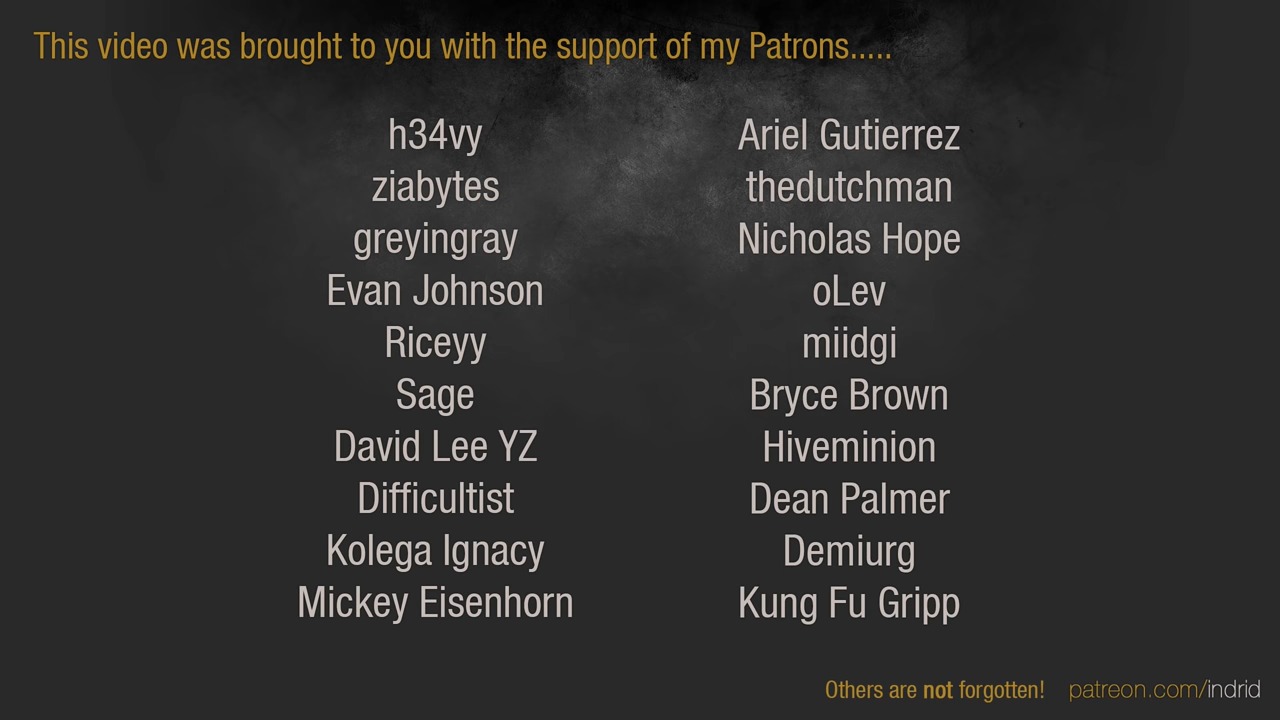 This video was brought to you with the support of my Patrons.....
h34vy
ziabytes
greyingray
Evan Johnson
Riceyy
Sage
David Lee YZ
Difficultist
Kolega Ignacy
Mickey Eisenhorn
Ariel Gutierrez
thedutchman
Nicholas Hope
oLev
miidgi
Bryce Brown
Hiveminion
Dean Palmer
Demiurg
Kung Fu Gripp
Others are not forgotten! patreon.com/indrid